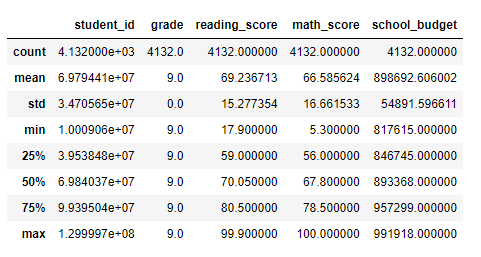 student_id grade reading_score math_score school_budget
count 4.132000e+03 4132.0 4132.000000 4132.000000 4132.000000
mean 6.979441e+07 9.0 69.236713 66.585624 898692.606002
std 3.470565e+07 0.0 15.277354 16.661533 54891.596611
min 1.000906e+07 9.0 17.900000 5.300000 817615.000000
25% 3.953848e+07 9.0 59.000000 56.000000 846745.000000
50% 6.984037e+07 9.0 70.050000 67.800000 893368.000000
75% 9.939504e+07 9.0 80.500000 78.500000 957299.000000
max 1.299997e+08 9.0 99.900000 100.000000 991918.000000